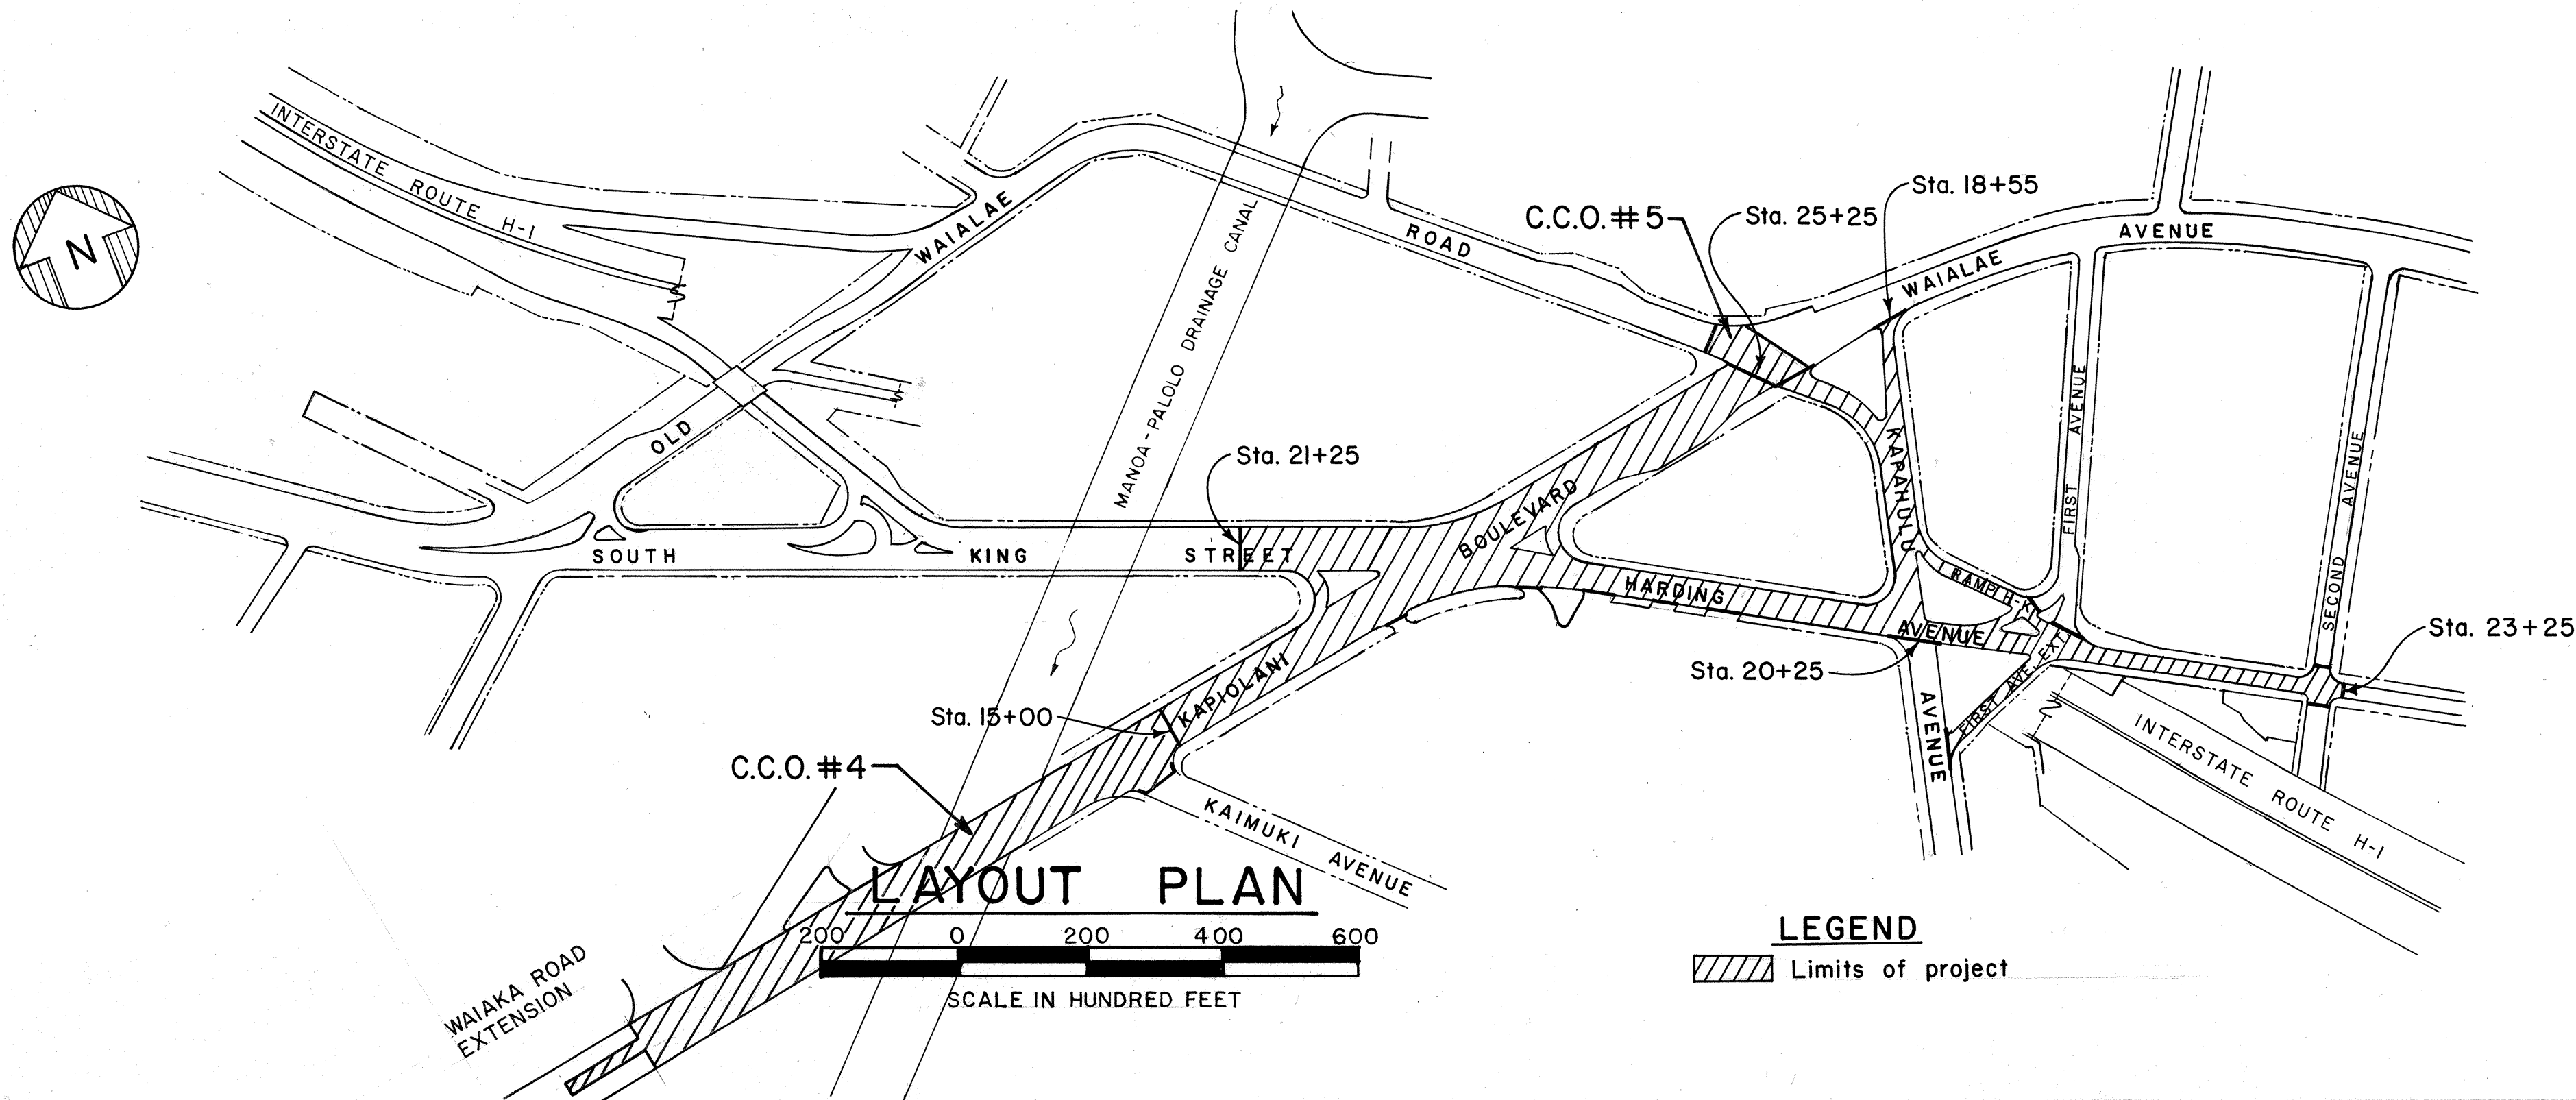 INTERSTATE ROUTE H-1
N
WAIALAE
ROAD
C.C.O. #5
Sta. 25+25
Sta. 18+55
WAIALAE
AVENUE
MANOA-PALOLO DRAINAGE CANAL
OLD
SOUTH KING STREET
Sta. 21+25
BOULEVARD
KAPAHULU
FIRST AVENUE
SECOND AVENUE
HARDING
AVENUE
RAMP H-K
FIRST AVE. EXT.
Sta. 23+25
Sta. 20+25
AVENUE
INTERSTATE ROUTE H-1
KAPIOLANI
Sta. 15+00
C.C.O. #4
KAIMUKI AVENUE
WAIAKA ROAD
EXTENSION
LAYOUT PLAN
200 0 200 400 600
SCALE IN HUNDRED FEET
LEGEND
Limits of project